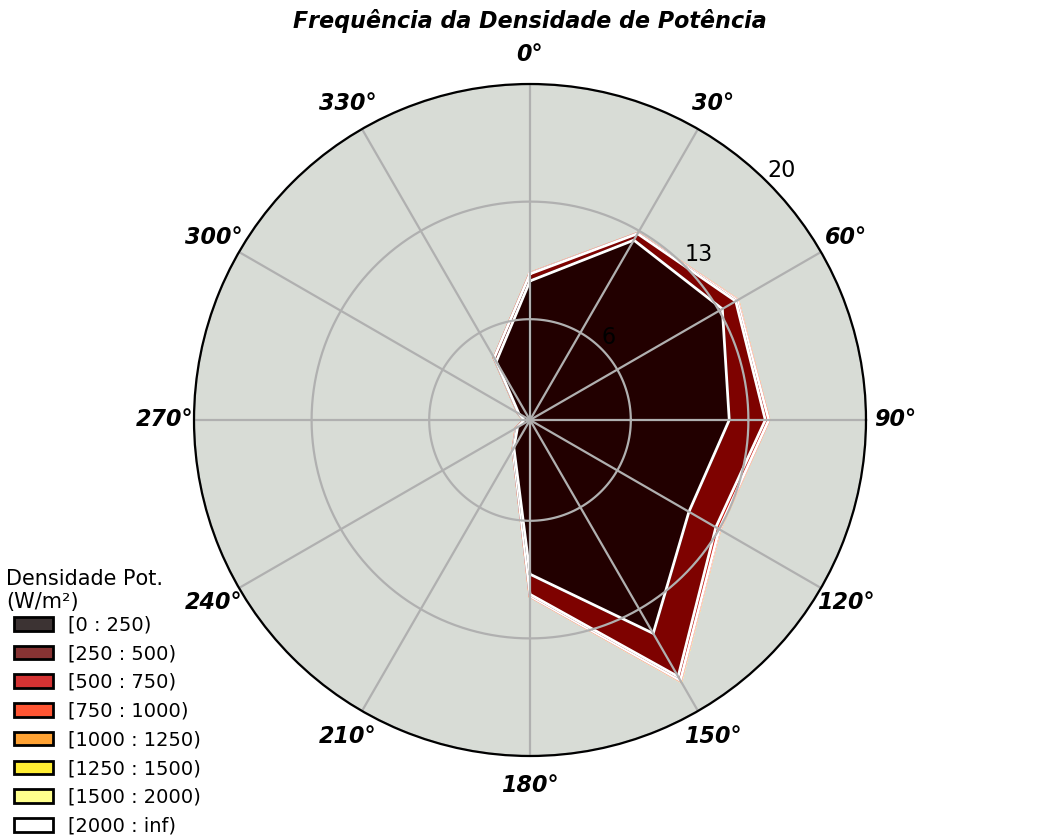 Frequência da Densidade de Potência
0°
330°
30°
20
300°
60°
13
6
270°
90°
240°
120°
210°
150°
180°
Densidade Pot.
(W/m²)
[0 : 250)
[250 : 500)
[500 : 750)
[750 : 1000)
[1000 : 1250)
[1250 : 1500)
[1500 : 2000)
[2000 : inf)